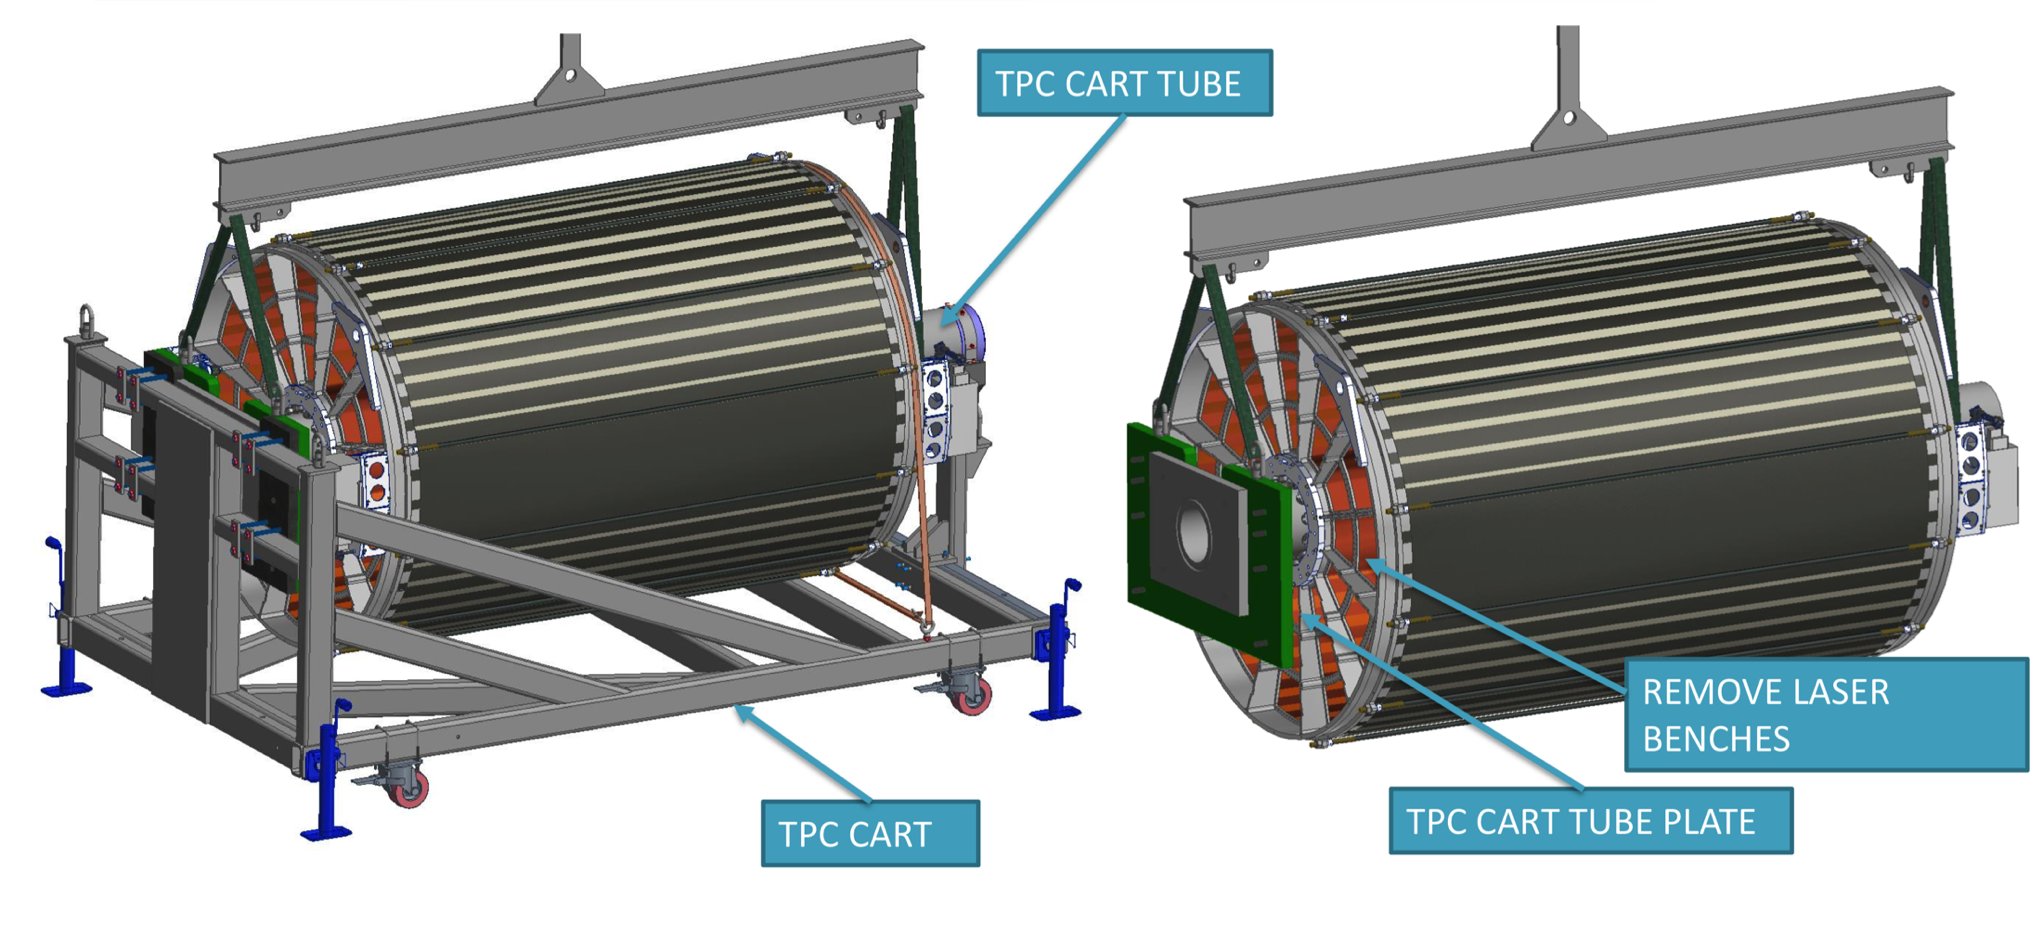 TPC CART TUBE
REMOVE LASER
BENCHES
TPC CART TUBE PLATE
TPC CART